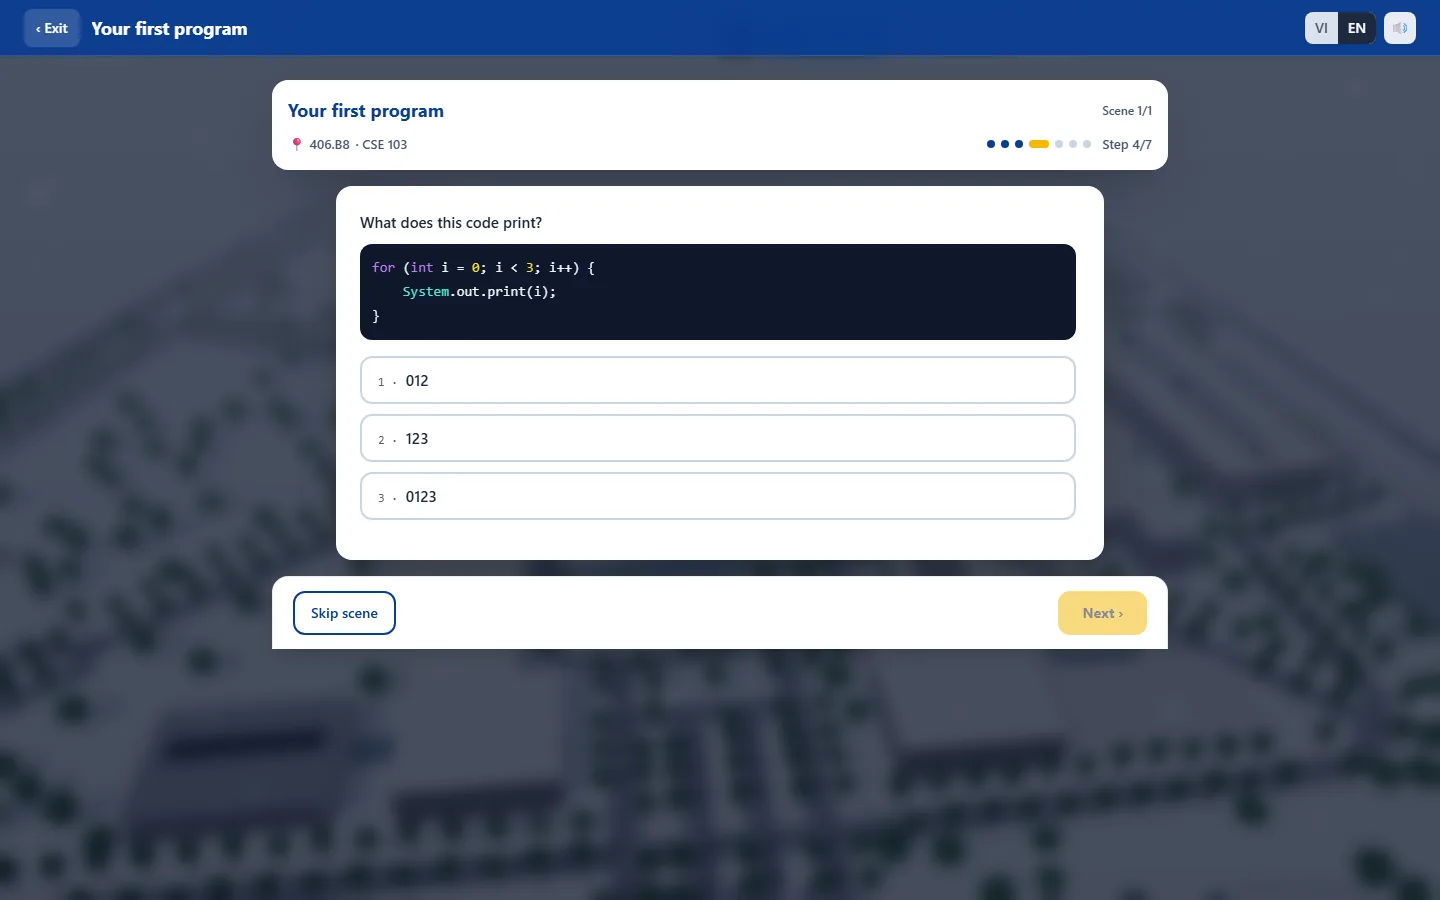 ‹ Exit
Your first program
VI
EN
Your first program
Scene 1/1
406.B8 · CSE 103
Step 4/7
What does this code print?
for (int i = 0; i < 3; i++) {
    System.out.print(i);
}
1 · 012
2 · 123
3 · 0123
Skip scene
Next ›